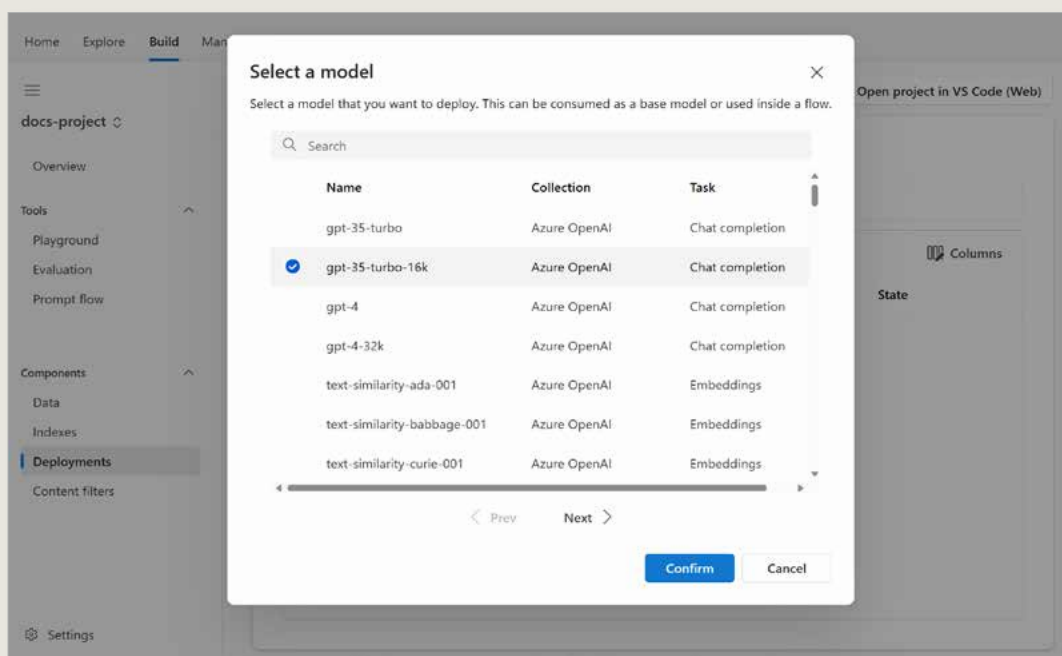 Home Explore Build Man
Select a model
Select a model that you want to deploy. This can be consumed as a base model or used inside a flow.
Open project in VS Code (Web)
docs-project
Search
Overview
Name Collection Task
Tools
gpt-35-turbo Azure OpenAI Chat completion
Playground
Columns
Evaluation
gpt-35-turbo-16k Azure OpenAI Chat completion
Prompt flow
State
gpt-4 Azure OpenAI Chat completion
gpt-4-32k Azure OpenAI Chat completion
Components
text-similarity-ada-001 Azure OpenAI Embeddings
Data
text-similarity-babbage-001 Azure OpenAI Embeddings
Indexes
Deployments
text-similarity-curie-001 Azure OpenAI Embeddings
Content filters
Prev Next
Confirm Cancel
Settings